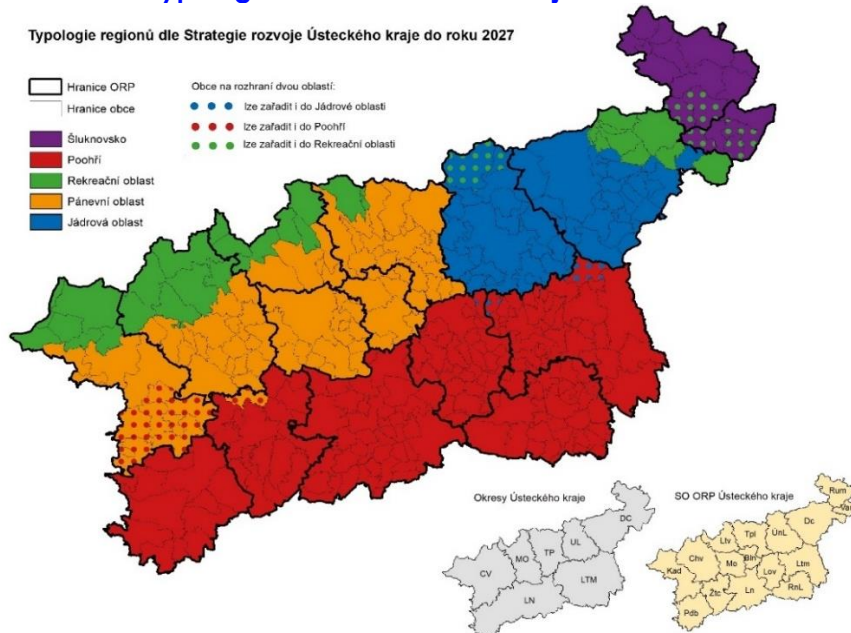 Typologie regionů dle Strategie rozvoje Ústeckého kraje do roku 2027
Hranice ORP
Hranice obce
Šluknovsko
Poohří
Rekreační oblast
Pánevní oblast
Jádrová oblast
Obce na rozhraní dvou oblastí:
lze zařadit i do Jádrové oblasti
lze zařadit i do Poohří
lze zařadit i do Rekreační oblasti
Okresy Ústeckého kraje
DC
UL
TP
MO
CV
LTM
LN
SO ORP Ústeckého kraje
Rum
Dc
ÚnL
Tpl
Ltv
Bln
Chv
Mo
Kad
Lov
Ltm
Žtc
Ln
RnL
Pdb